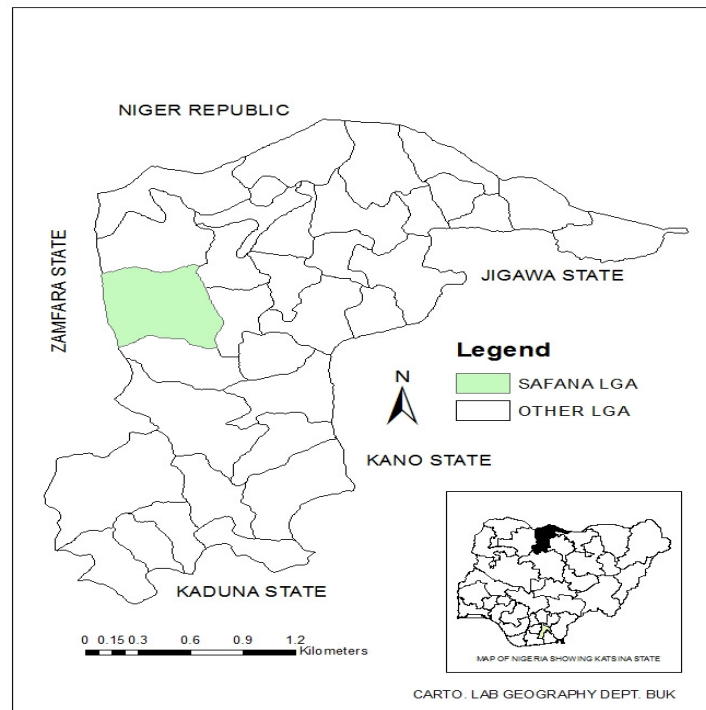 NIGER REPUBLIC
ZAMFARA STATE
JIGAWA STATE
Legend
SAFANA LGA
OTHER LGA
N
KANO STATE
KADUNA STATE
0 0.15 0.3 0.6 0.9 1.2
Kilometers
MAP OF NIGERIA SHOWING KATSINA STATE
CARTO. LAB GEOGRAPHY DEPT. BUK